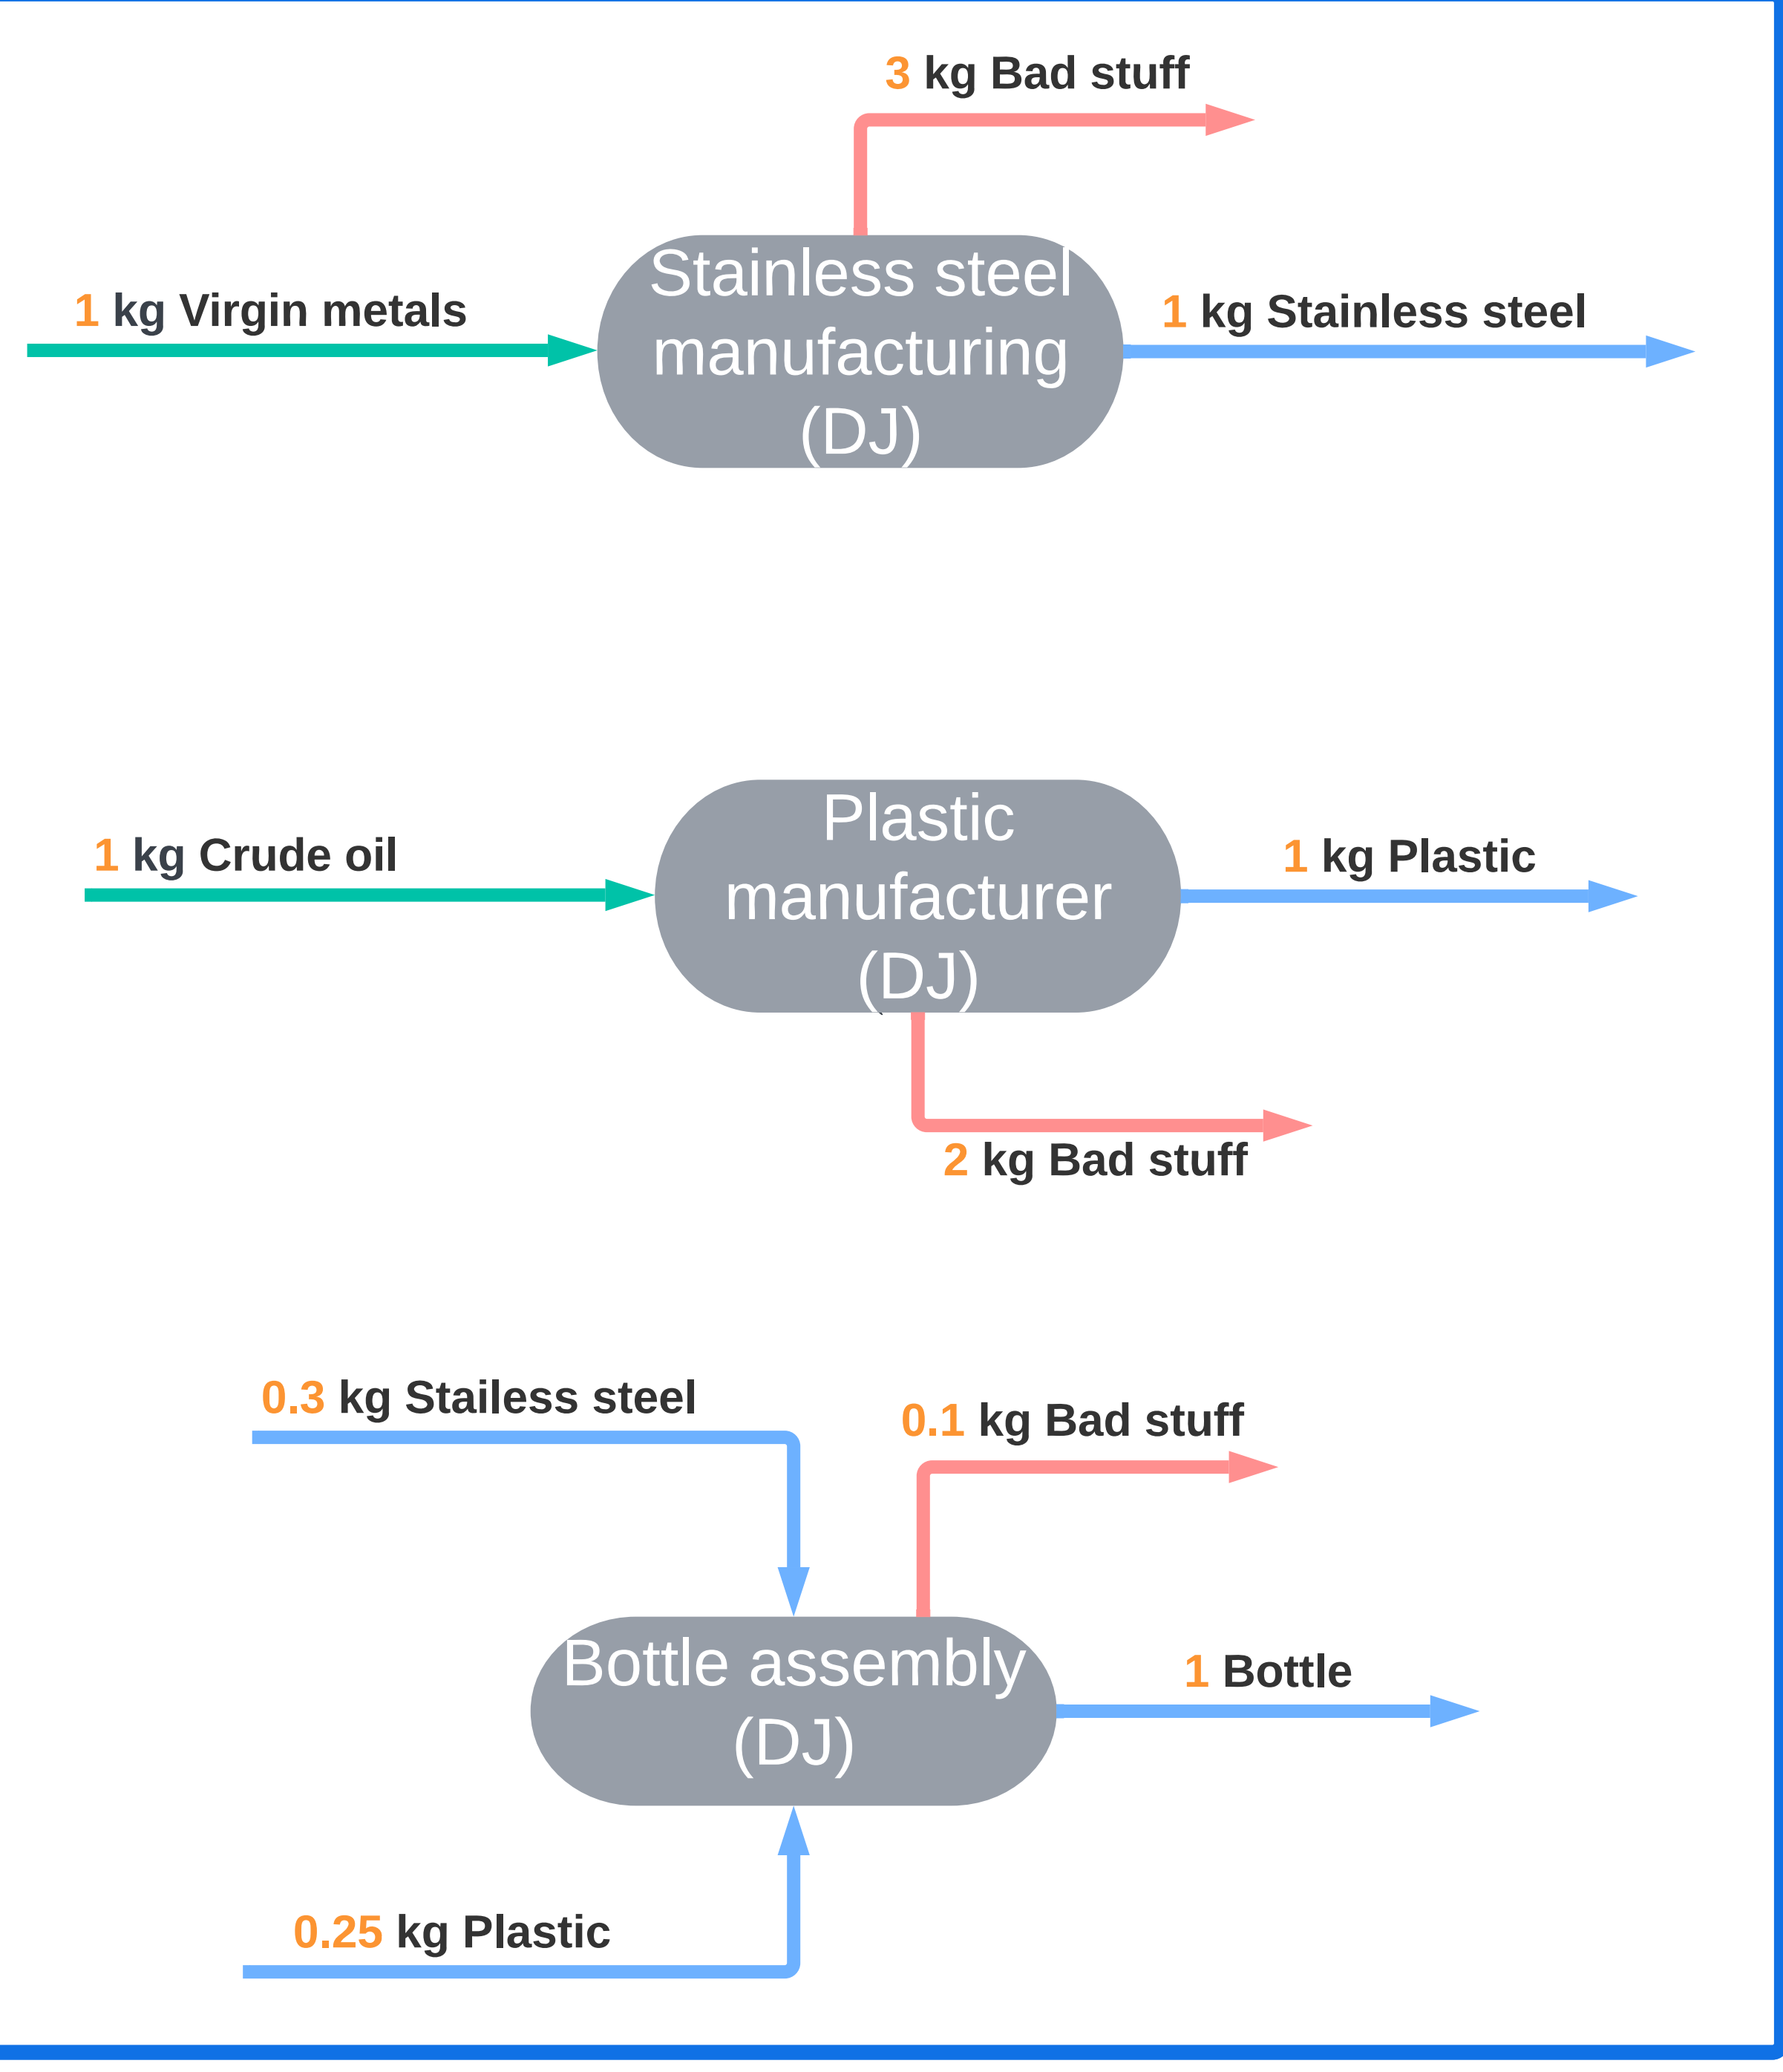 3 kg Bad stuff
Stainless steel
manufacturing
(DJ)
1 kg Virgin metals
1 kg Stainless steel
Plastic
manufacturer
(DJ)
1 kg Crude oil
1 kg Plastic
2 kg Bad stuff
0.3 kg Stailess steel
0.1 kg Bad stuff
Bottle assembly
(DJ)
1 Bottle
0.25 kg Plastic